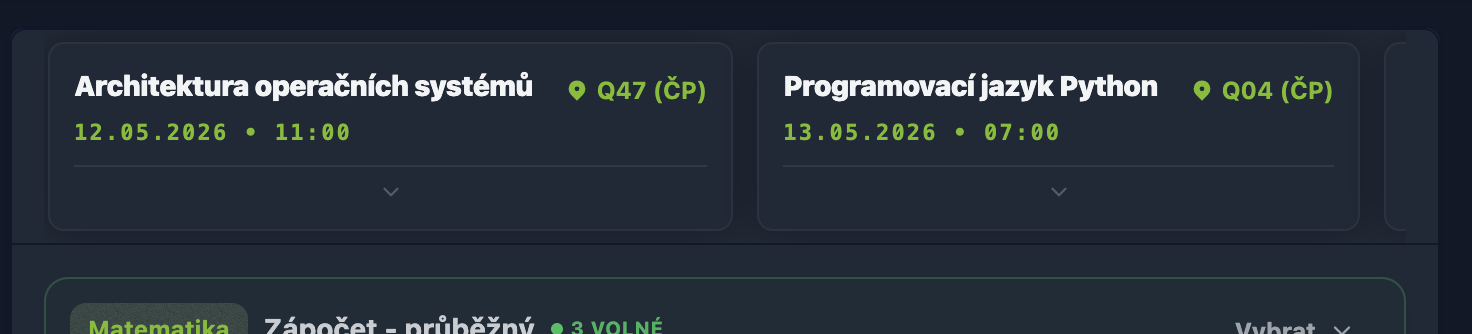 Architektura operačních systémů Q47 (ČP)
12.05.2026 • 11:00
Programovací jazyk Python Q04 (ČP)
13.05.2026 • 07:00
Matematika Zápočet - průběžný • 3 VOLNÉ Vybrat